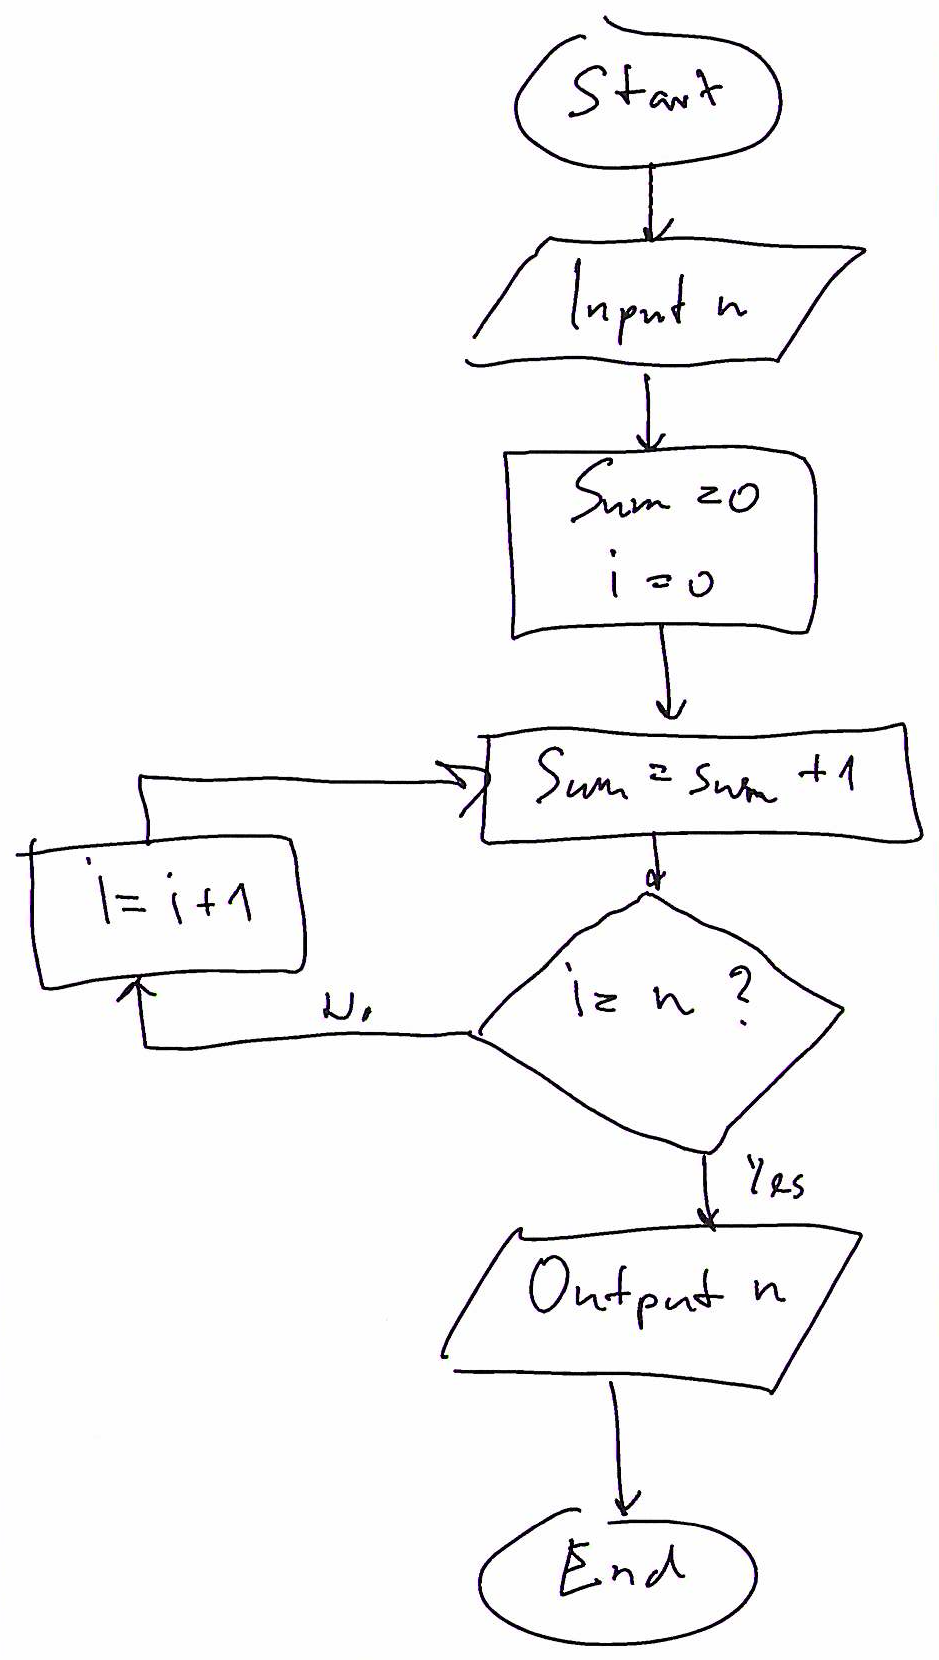 Start
Input n
Sum = 0
i = 0
Sum = sum + 1
i = i + 1
i = n ?
No
Yes
Output n
End